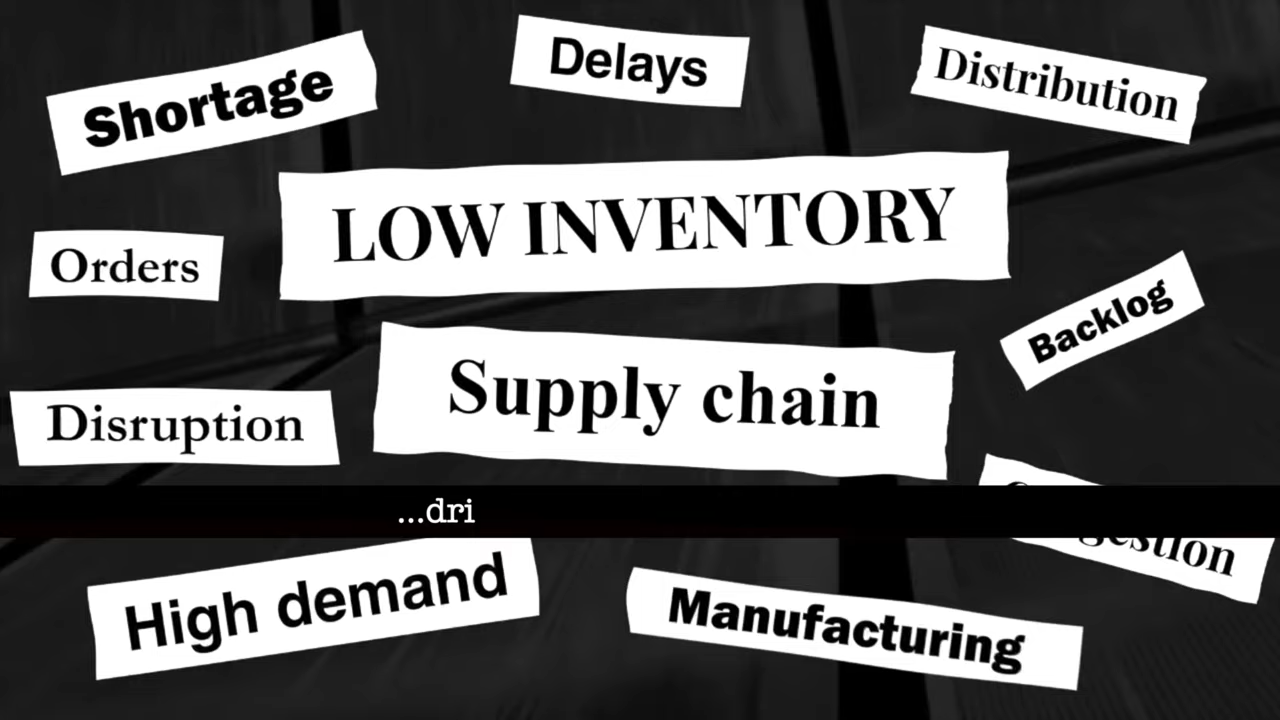 Shortage
Delays
Distribution
LOW INVENTORY
Orders
Backlog
Supply chain
Disruption
...dri
High demand
Manufacturing